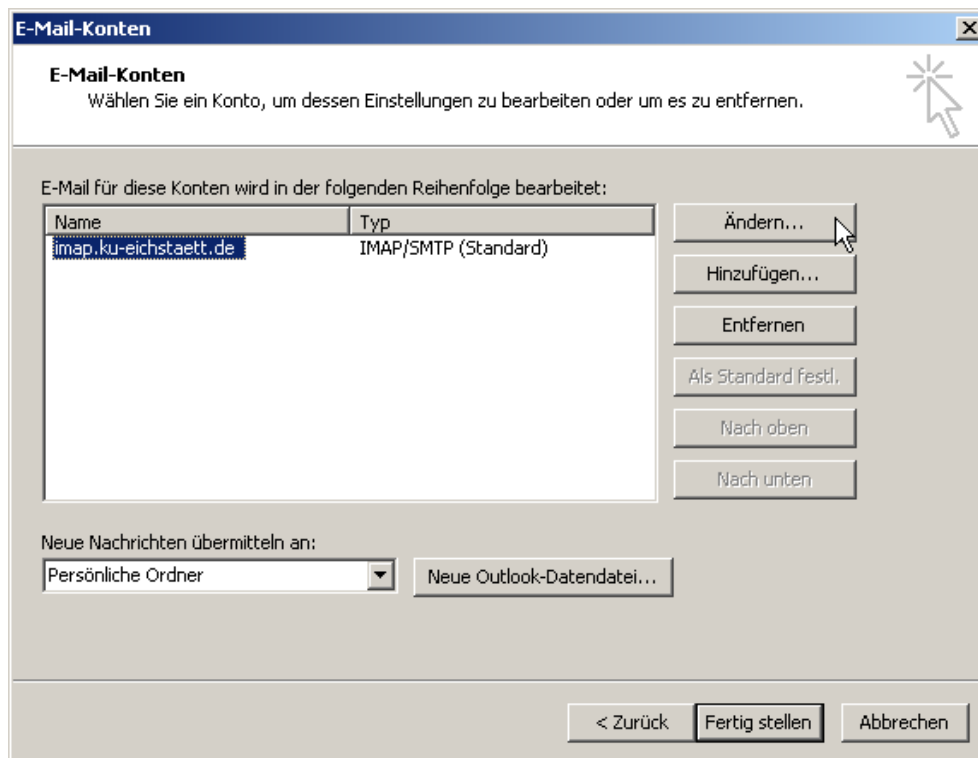 E-Mail-Konten
E-Mail-Konten
Wählen Sie ein Konto, um dessen Einstellungen zu bearbeiten oder um es zu entfernen.
E-Mail für diese Konten wird in der folgenden Reihenfolge bearbeitet:
Name Typ
imap.ku-eichstaett.de IMAP/SMTP (Standard)
Ändern...
Hinzufügen...
Entfernen
Als Standard festl.
Nach oben
Nach unten
Neue Nachrichten übermitteln an:
Persönliche Ordner Neue Outlook-Datendatei...
< Zurück Fertig stellen Abbrechen